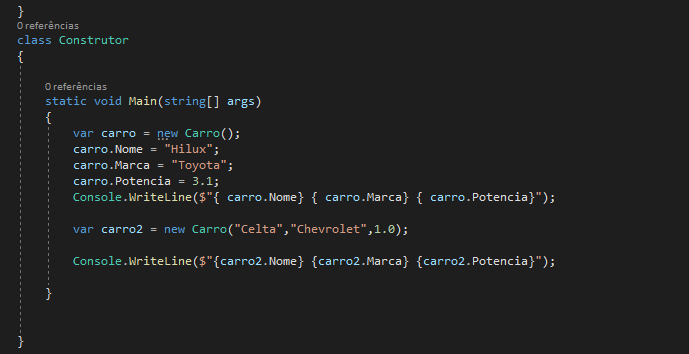 }
0 referências
class Construtor
{
0 referências
static void Main(string[] args)
{
var carro = new Carro();
carro.Nome = "Hilux";
carro.Marca = "Toyota";
carro.Potencia = 3.1;
Console.WriteLine($"{ carro.Nome} { carro.Marca} { carro.Potencia}");
var carro2 = new Carro("Celta","Chevrolet",1.0);
Console.WriteLine($"{carro2.Nome} {carro2.Marca} {carro2.Potencia}");
}
}